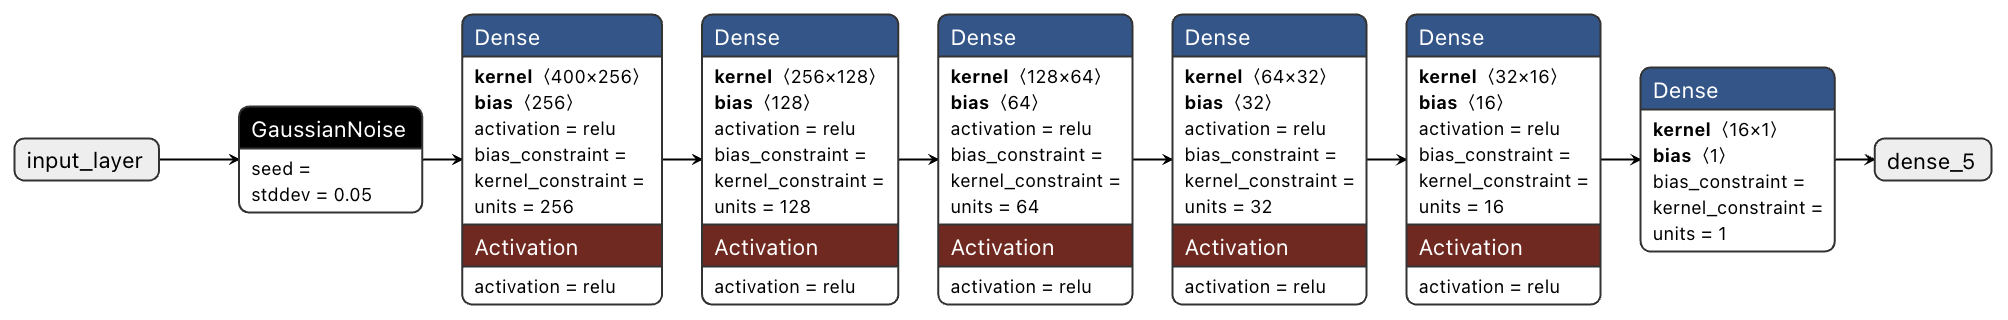 input_layer
GaussianNoise
seed =
stddev = 0.05
Dense
kernel 〈400×256〉
bias 〈256〉
activation = relu
bias_constraint =
kernel_constraint =
units = 256
Activation
activation = relu
Dense
kernel 〈256×128〉
bias 〈128〉
activation = relu
bias_constraint =
kernel_constraint =
units = 128
Activation
activation = relu
Dense
kernel 〈128×64〉
bias 〈64〉
activation = relu
bias_constraint =
kernel_constraint =
units = 64
Activation
activation = relu
Dense
kernel 〈64×32〉
bias 〈32〉
activation = relu
bias_constraint =
kernel_constraint =
units = 32
Activation
activation = relu
Dense
kernel 〈32×16〉
bias 〈16〉
activation = relu
bias_constraint =
kernel_constraint =
units = 16
Activation
activation = relu
Dense
kernel 〈16×1〉
bias 〈1〉
bias_constraint =
kernel_constraint =
units = 1
dense_5